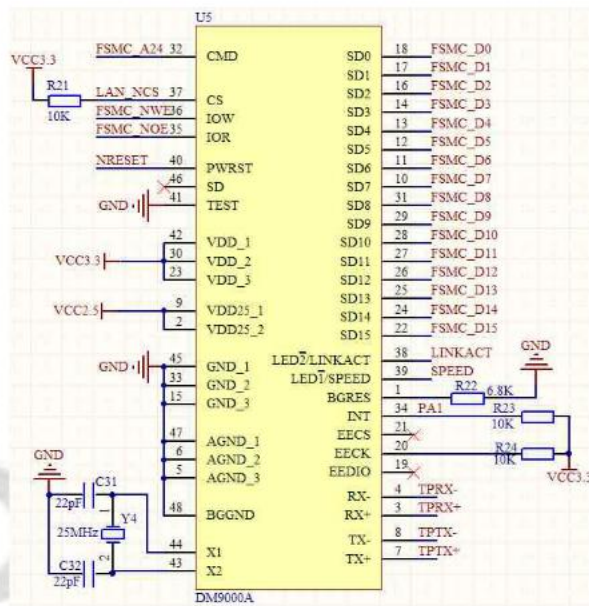 U5
FSMC_A24 32 CMD SD0 18 FSMC_D0
VCC3.3 SD1 17 FSMC_D1
R21 LAN_NCS 37 CS SD2 16 FSMC_D2
10K FSMC_NWE 36 IOW SD3 14 FSMC_D3
FSMC_NOE 35 IOR SD4 13 FSMC_D4
SD5 12 FSMC_D5
NRESET 40 PWRST SD6 11 FSMC_D6
46 SD SD7 10 FSMC_D7
GND 41 TEST SD8 31 FSMC_D8
SD9 29 FSMC_D9
42 VDD_1 SD10 28 FSMC_D10
VCC3.3 30 VDD_2 SD11 27 FSMC_D11
23 VDD_3 SD12 26 FSMC_D12
SD13 25 FSMC_D13
VCC2.5 9 VDD25_1 SD14 24 FSMC_D14
2 VDD25_2 SD15 22 FSMC_D15
GND 45 GND_1 LED2/LINKACT 38 LINKACT GND
33 GND_2 LED1/SPEED 39 SPEED
15 GND_3 BGRES 1 R22 6.8K
INT 34 PA1 R23
47 AGND_1 EECS 21 10K
6 AGND_2 EECK 20 R24
5 AGND_3 EEDIO 19 10K
VCC3.3
GND C31 48 BGGND RX- 4 TPRX-
22pF RX+ 3 TPRX+
1 Y4
25MHz TX- 8 TPTX-
2 44 X1 TX+ 7 TPTX+
C32 43 X2
22pF
DM9000A